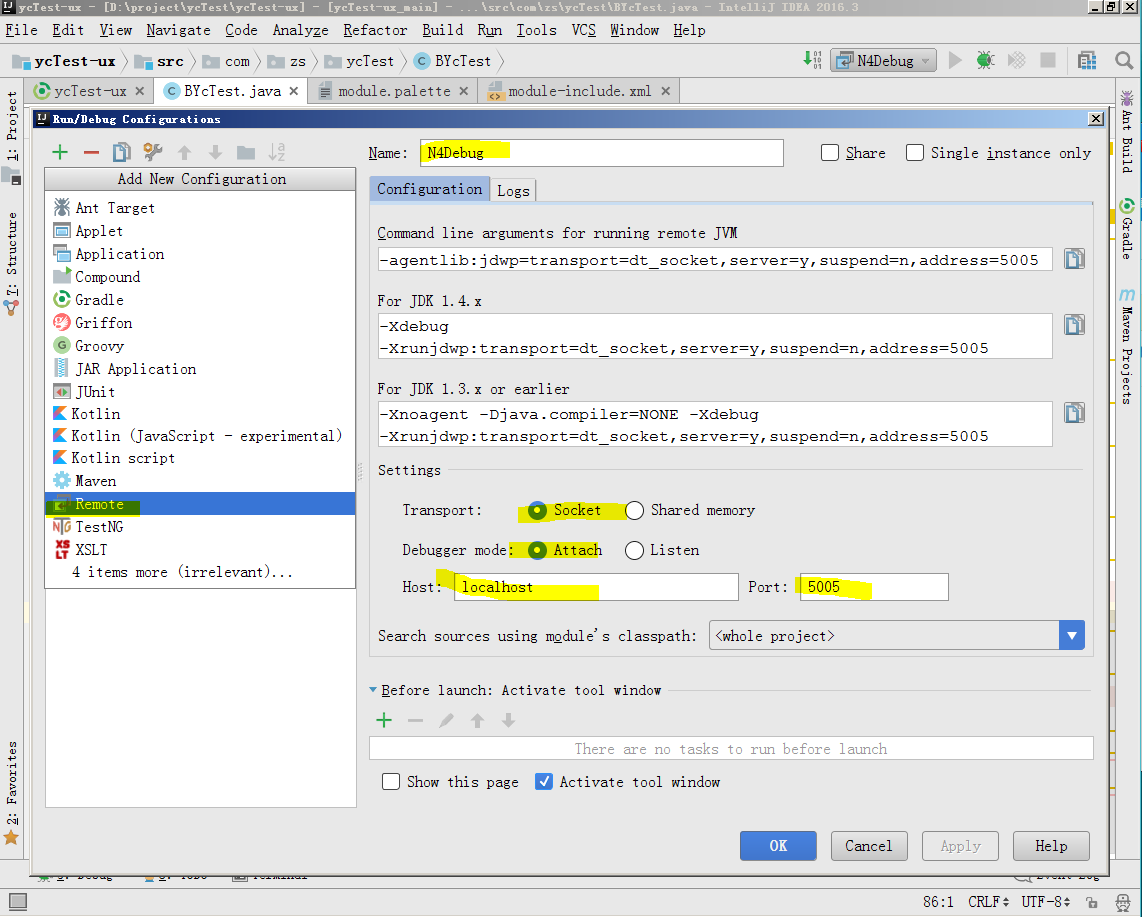 ycTest-ux - [D:\project\ycTest\ycTest-ux] - [ycTest-ux_main] - ...\src\com\zs\ycTest\BYcTest.java - IntelliJ IDEA 2016.3
File Edit View Navigate Code Analyze Refactor Build Run Tools VCS Window Help
ycTest-ux src com zs ycTest BYcTest N4Debug
ycTest-ux BYcTest.java module.palette module-include.xml
1: Project
7: Structure
2: Favorites
Run/Debug Configurations
Add New Configuration
Ant Target
Applet
Application
Compound
Gradle
Griffon
Groovy
JAR Application
JUnit
Kotlin
Kotlin (JavaScript - experimental)
Kotlin script
Maven
Remote
TestNG
XSLT
4 items more (irrelevant)...
Name: N4Debug Share Single instance only
Configuration Logs
Command line arguments for running remote JVM
-agentlib:jdwp=transport=dt_socket,server=y,suspend=n,address=5005
For JDK 1.4.x
-Xdebug
-Xrunjdwp:transport=dt_socket,server=y,suspend=n,address=5005
For JDK 1.3.x or earlier
-Xnoagent -Djava.compiler=NONE -Xdebug
-Xrunjdwp:transport=dt_socket,server=y,suspend=n,address=5005
Settings
Transport: Socket Shared memory
Debugger mode: Attach Listen
Host: localhost Port: 5005
Search sources using module's classpath: <whole project>
Before launch: Activate tool window
There are no tasks to run before launch
Show this page Activate tool window
OK Cancel Apply Help
Ant Build
Gradle
Maven Projects
86:1 CRLF UTF-8